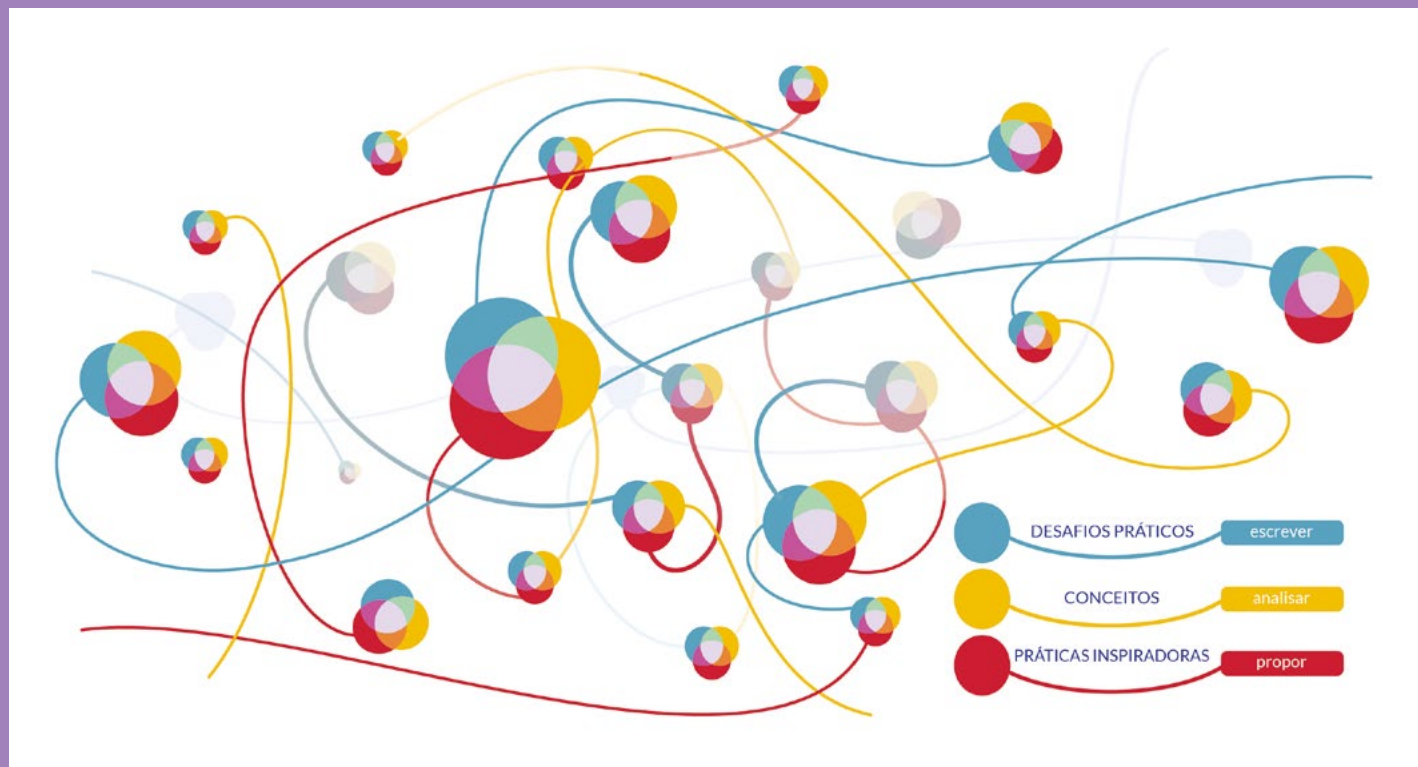 DESAFIOS PRÁTICOS escrever
CONCEITOS analisar
PRÁTICAS INSPIRADORAS propor